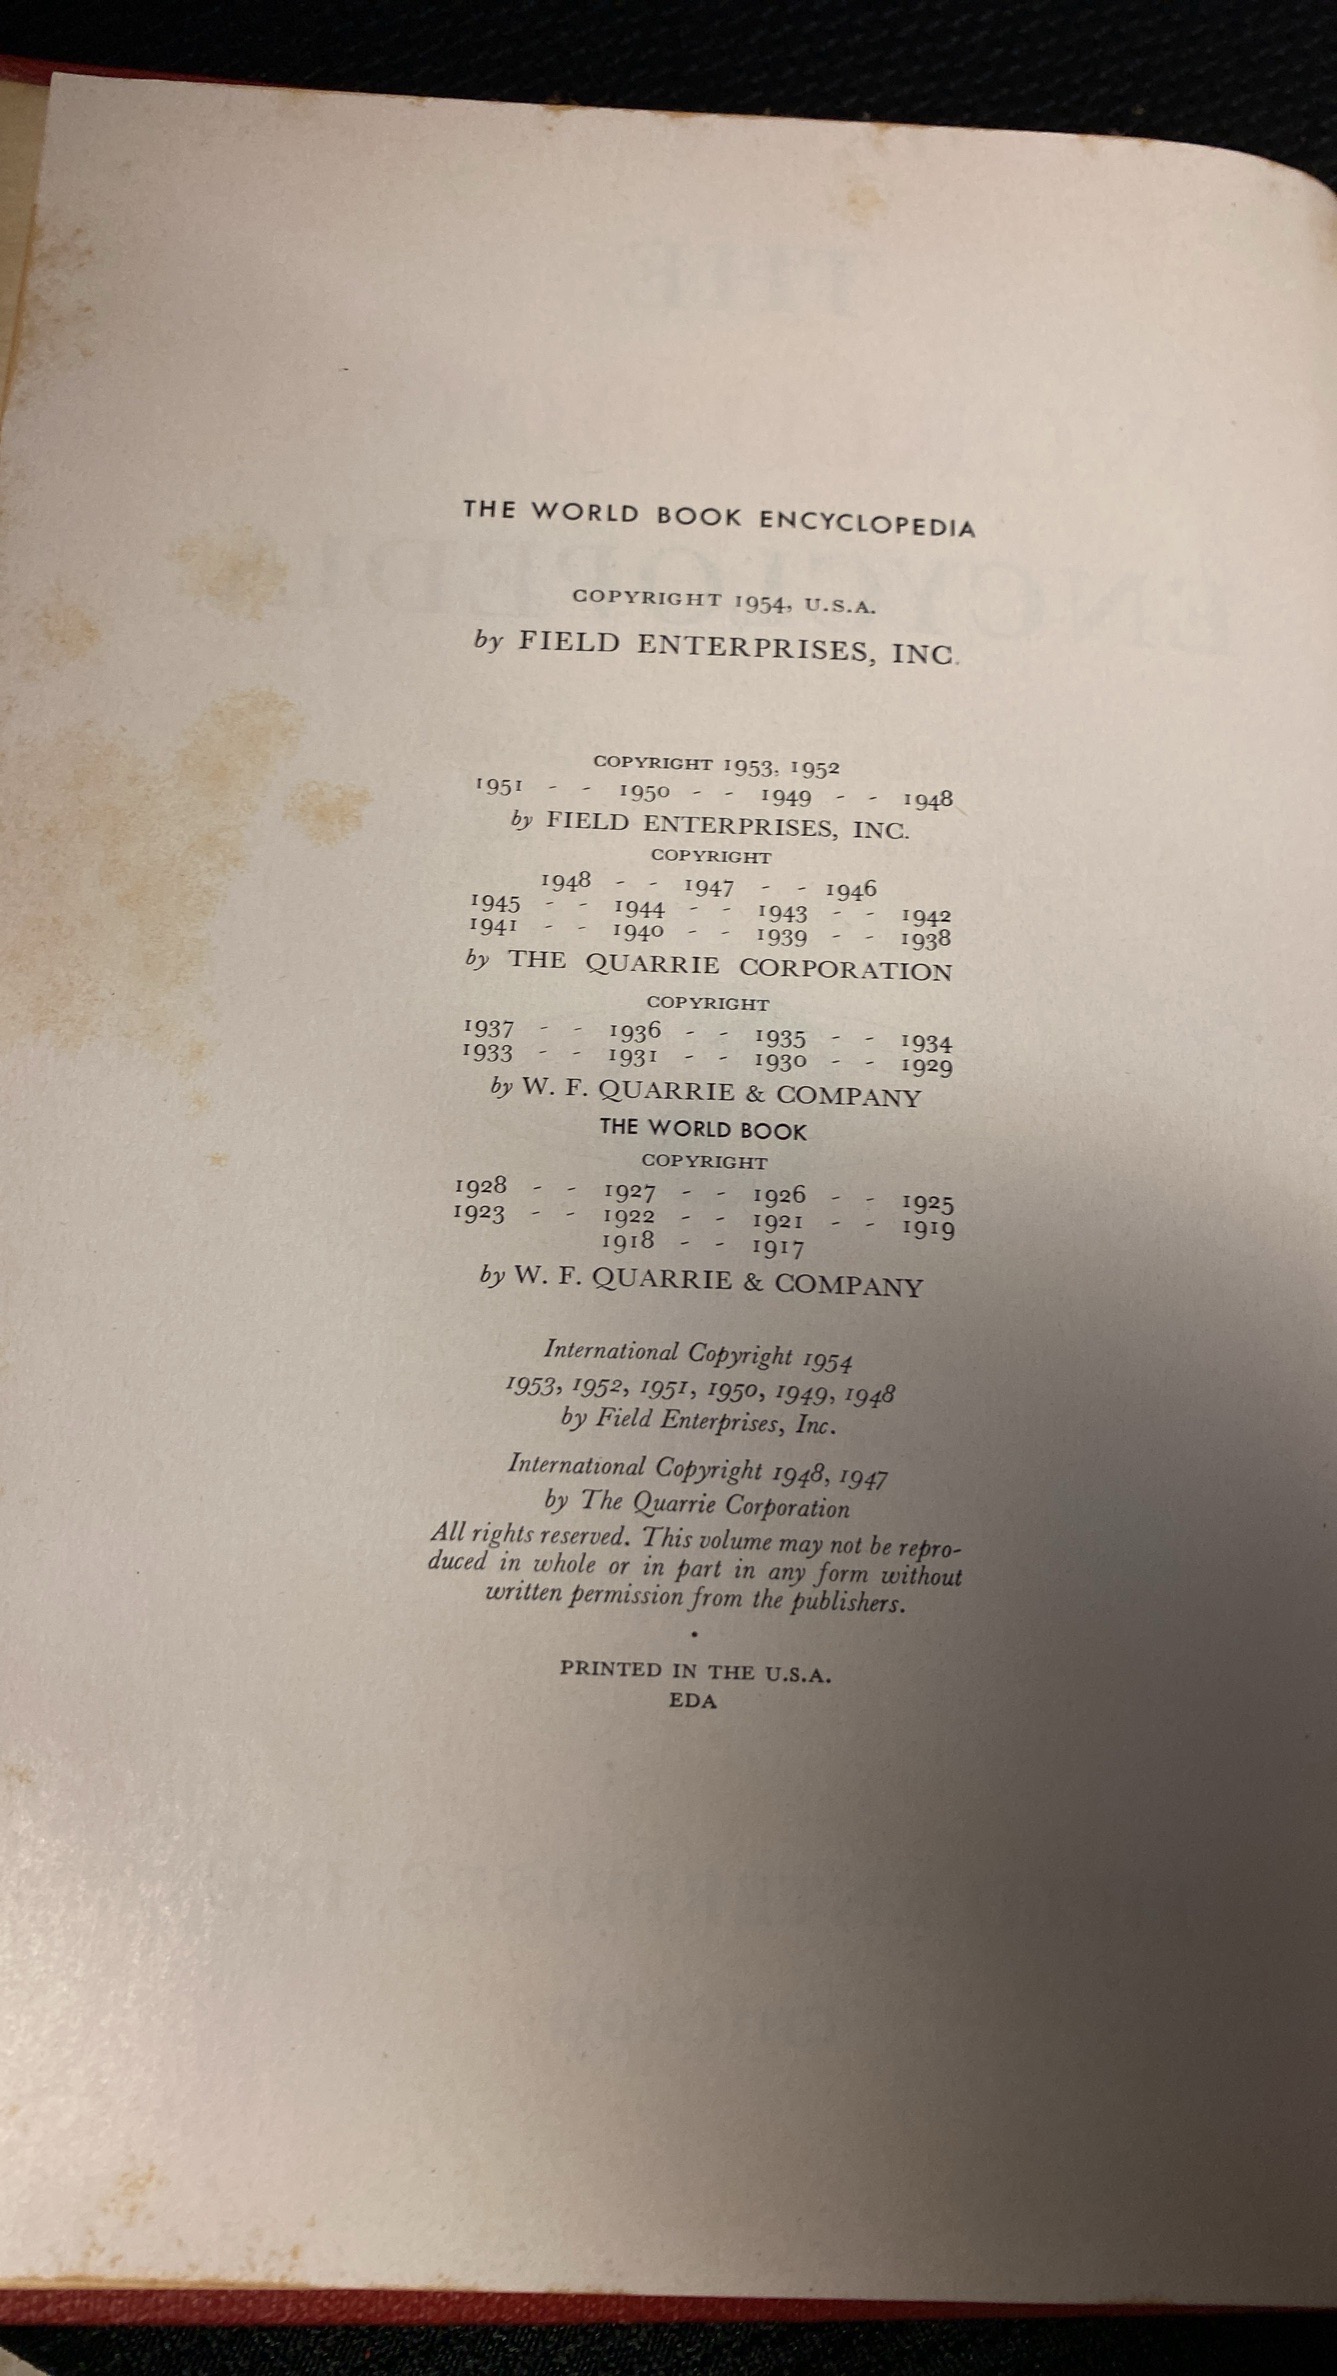 THE WORLD BOOK ENCYCLOPEDIA
COPYRIGHT 1954, U.S.A.
by FIELD ENTERPRISES, INC.
COPYRIGHT 1953, 1952
1951 - - 1950 - - 1949 - - 1948
by FIELD ENTERPRISES, INC.
COPYRIGHT
1948 - - 1947 - - 1946
1945 - - 1944 - - 1943 - - 1942
1941 - - 1940 - - 1939 - - 1938
by THE QUARRIE CORPORATION
COPYRIGHT
1937 - - 1936 - - 1935 - - 1934
1933 - - 1931 - - 1930 - - 1929
by W. F. QUARRIE & COMPANY
THE WORLD BOOK
COPYRIGHT
1928 - - 1927 - - 1926 - - 1925
1923 - - 1922 - - 1921 - - 1919
1918 - - 1917
by W. F. QUARRIE & COMPANY
International Copyright 1954
1953, 1952, 1951, 1950, 1949, 1948
by Field Enterprises, Inc.
International Copyright 1948, 1947
by The Quarrie Corporation
All rights reserved. This volume may not be repro-
duced in whole or in part in any form without
written permission from the publishers.
PRINTED IN THE U.S.A.
EDA